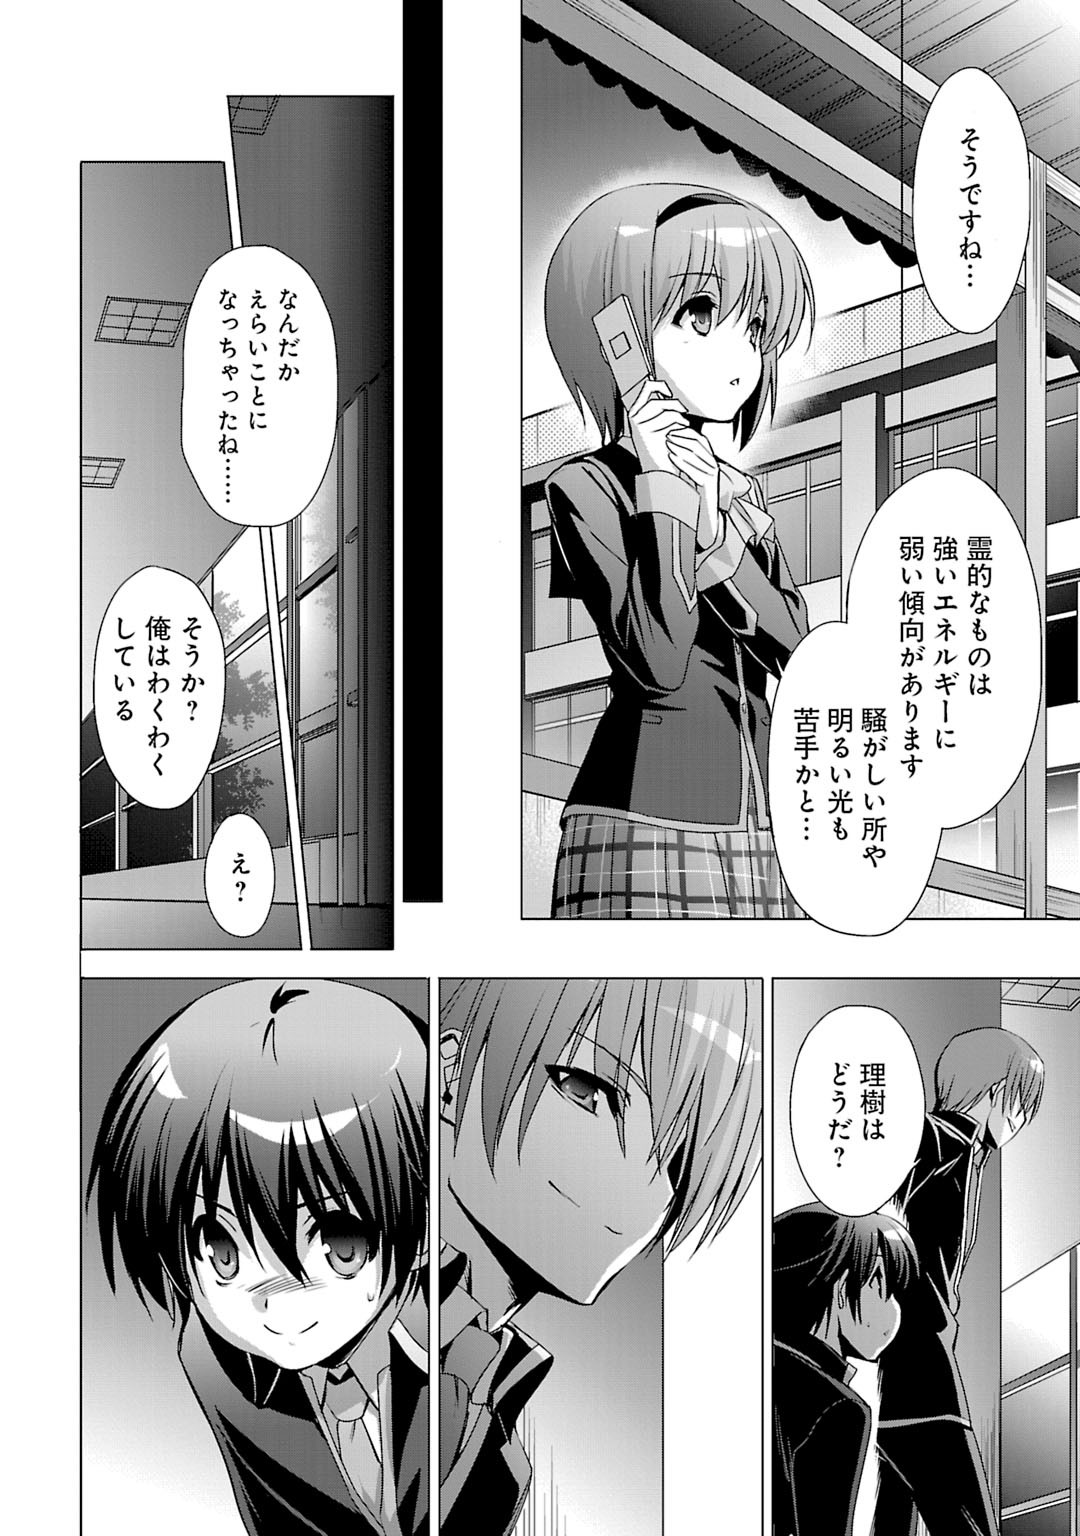 そうですね…
霊的なものは
強いエネルギーに
弱い傾向があります
騒がしい所や
明るい光も
苦手かと…
なんだか
えらいことに
なっちゃったね……
そうか？
俺はわくわく
している
え？
理樹は
どうだ？